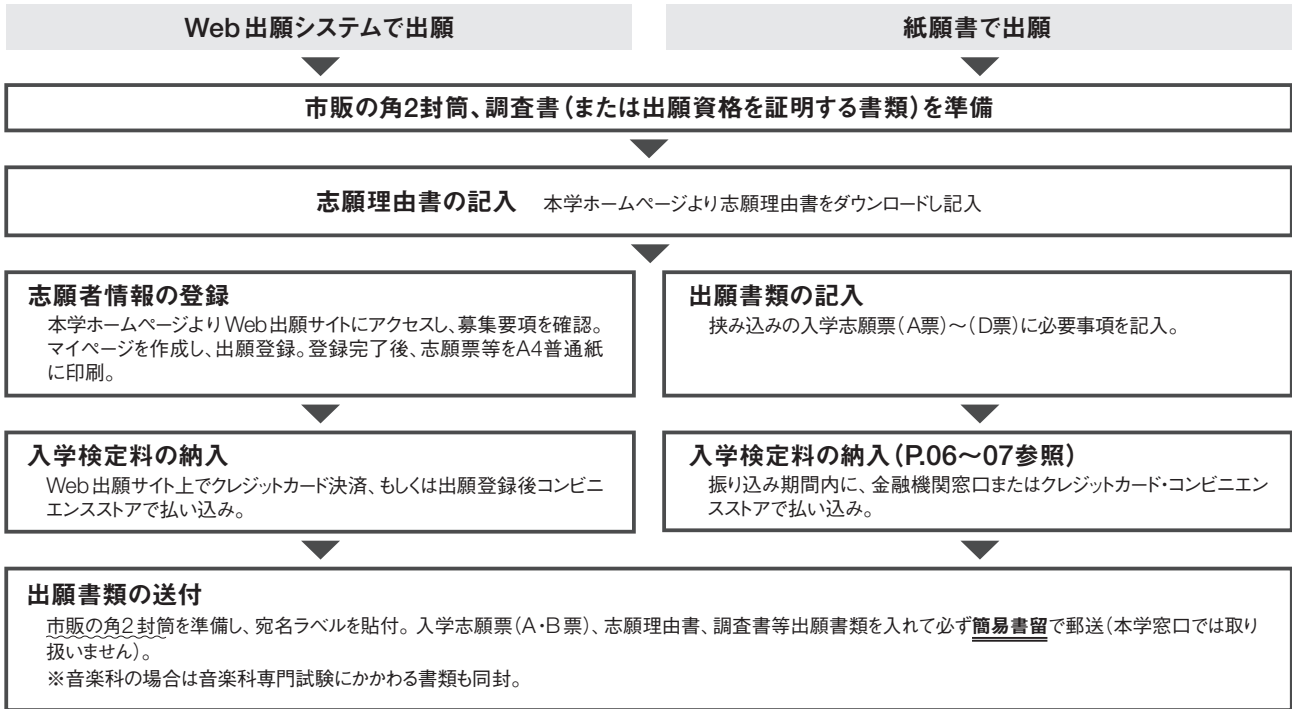 Web出願システムで出願
紙願書で出願
市販の角2封筒、調査書(または出願資格を証明する書類)を準備
志願理由書の記入 本学ホームページより志願理由書をダウンロードし記入
志願者情報の登録
本学ホームページよりWeb出願サイトにアクセスし、募集要項を確認。
マイページを作成し、出願登録。登録完了後、志願票等をA4普通紙
に印刷。
出願書類の記入
挟み込みの入学志願票(A票)～(D票)に必要事項を記入。
入学検定料の納入
Web出願サイト上でクレジットカード決済、もしくは出願登録後コンビニ
エンスストアで払い込み。
入学検定料の納入(P.06～07参照)
振り込み期間内に、金融機関窓口またはクレジットカード・コンビニエン
スストアで払い込み。
出願書類の送付
市販の角2封筒を準備し、宛名ラベルを貼付。入学志願票(A・B票)、志願理由書、調査書等出願書類を入れて必ず簡易書留で郵送(本学窓口では取り
扱いません)。
※音楽科の場合は音楽科専門試験にかかわる書類も同封。